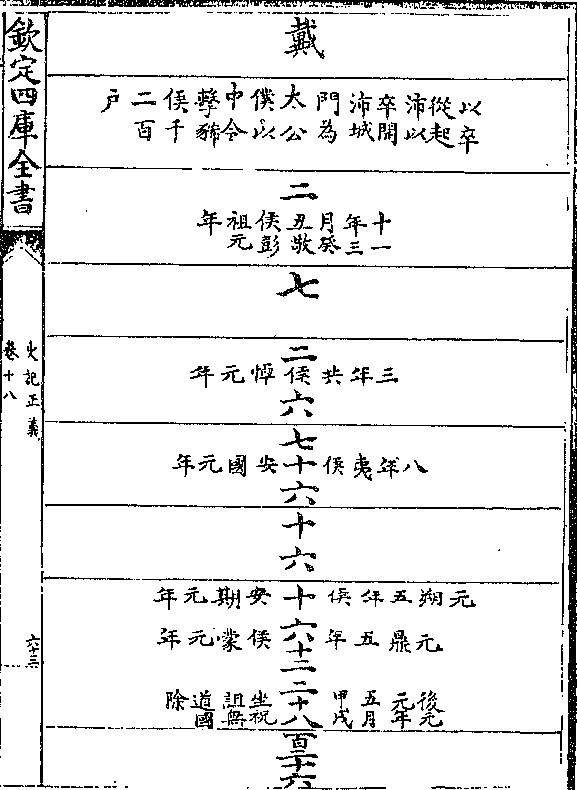 戴
以卒從起沛以卒開沛城門為太公僕以中令擊豨侯千二百户
二
十一年三月癸丑敬侯彭祖元年
七
二
三年共侯悼元年
六
七
八年夷侯安國元年
十六
十六
元朔五年侯安期元年
十六
元鼎五年侯蒙元年
十二
二十八
後元元年五月甲戌坐祝詛無道國除
百二十六
欽定四庫全書
史記正義
卷十八
六十三